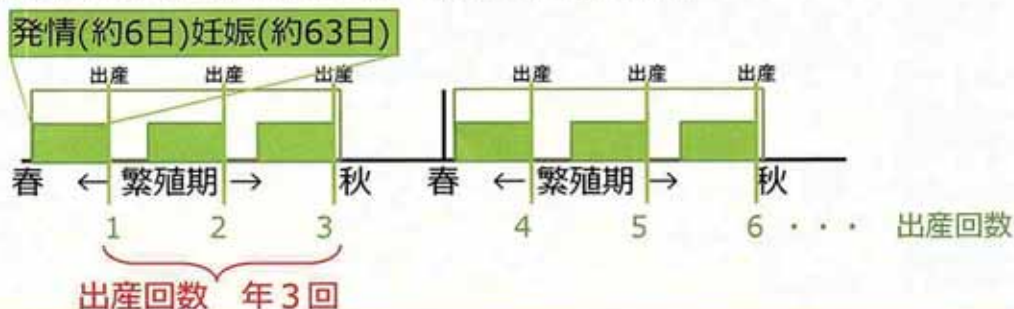 発情(約6日)妊娠(約63日)
出産 出産 出産 出産 出産 出産
春 ← 繁殖期 → 秋 春 ← 繁殖期 → 秋
1 2 3 4 5 6 ・・・ 出産回数
出産回数 年3回